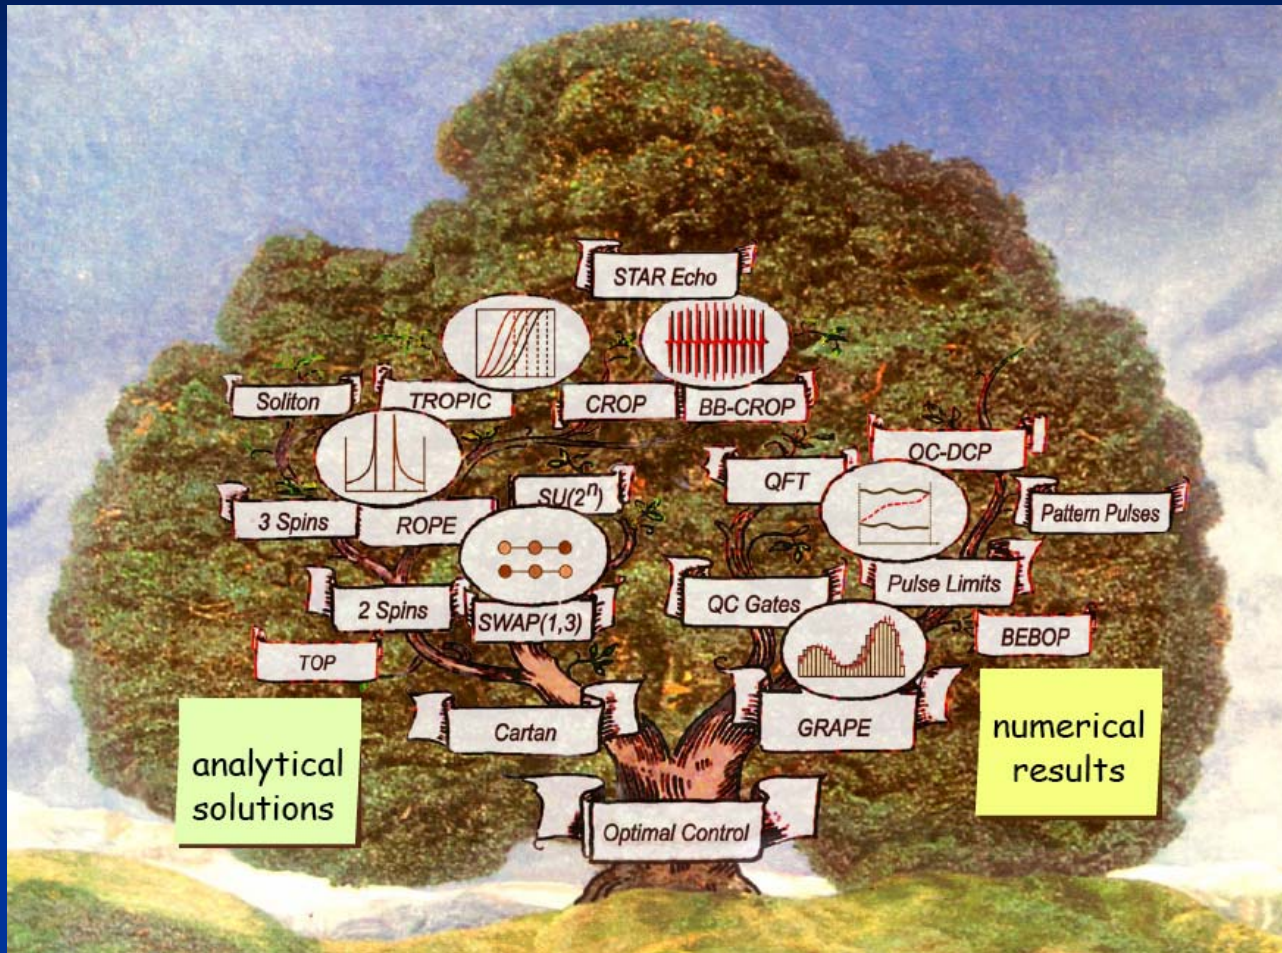 STAR Echo
Soliton
TROPIC
CROP
BB-CROP
OC-DCP
QFT
SU(2ⁿ)
Pattern Pulses
3 Spins
ROPE
Pulse Limits
2 Spins
SWAP(1,3)
QC Gates
BEBOP
TOP
Cartan
GRAPE
analytical
solutions
numerical
results
Optimal Control